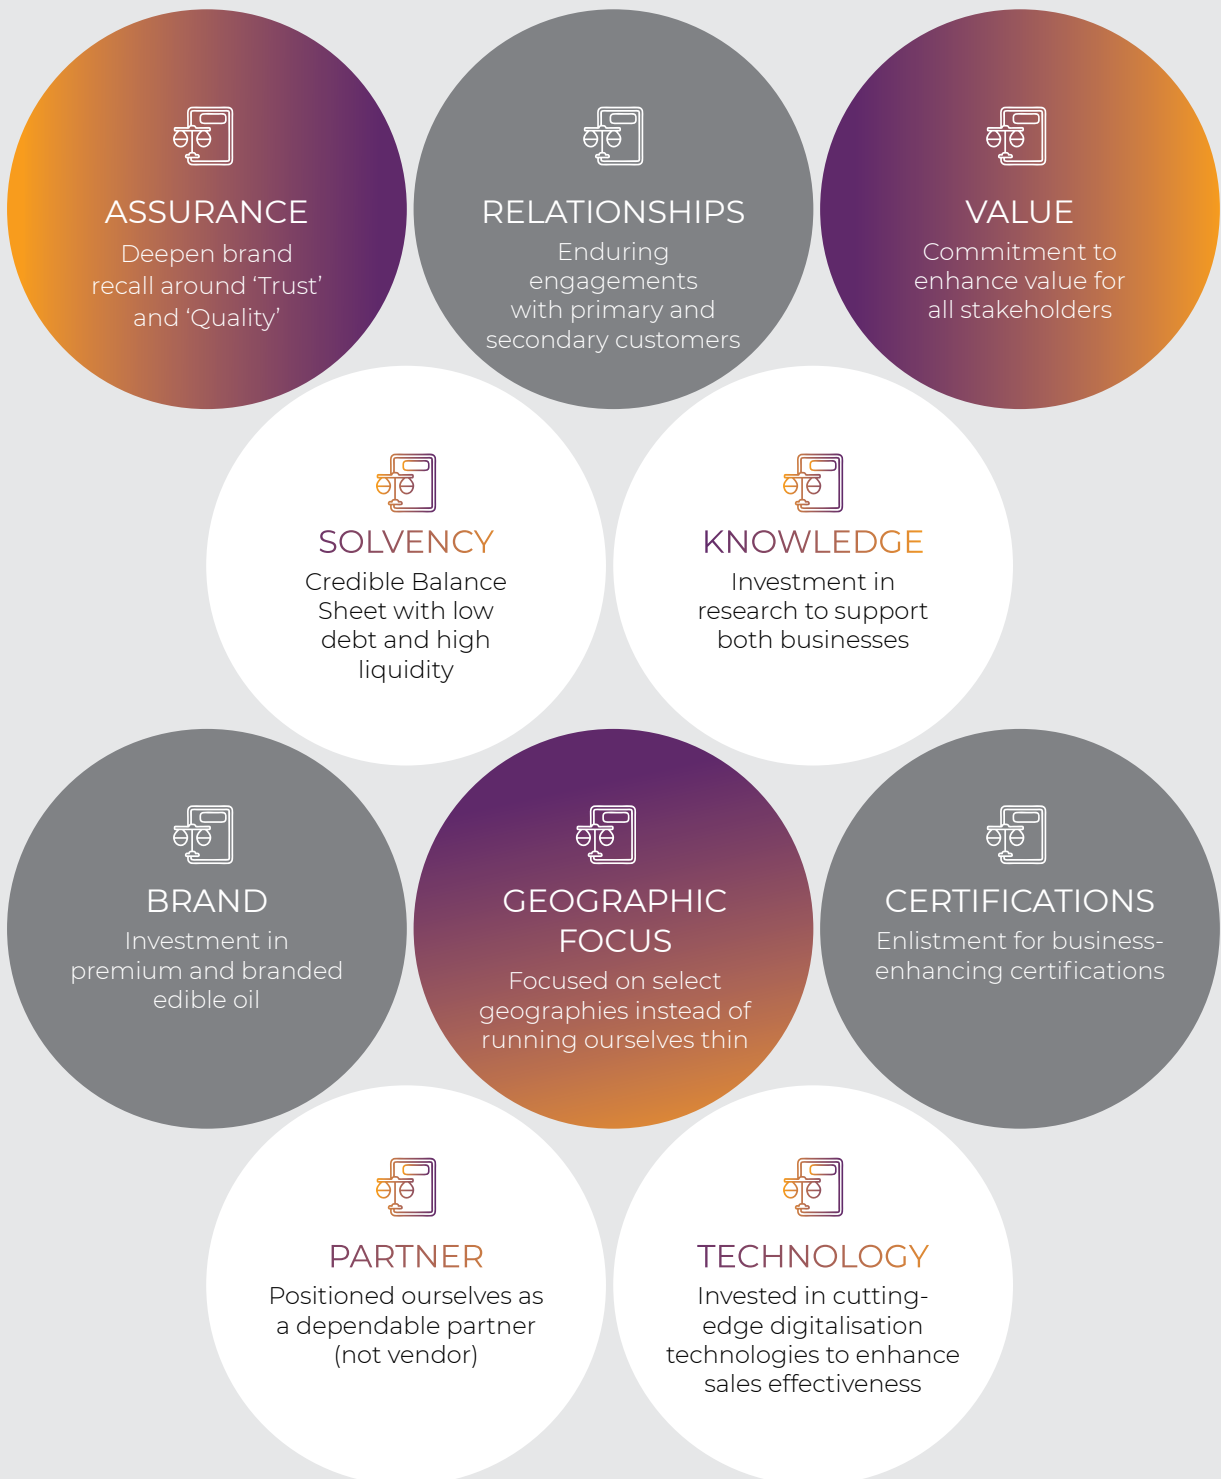 ASSURANCE
Deepen brand
recall around ‘Trust’
and ‘Quality’
RELATIONSHIPS
Enduring
engagements
with primary and
secondary customers
VALUE
Commitment to
enhance value for
all stakeholders
SOLVENCY
Credible Balance
Sheet with low
debt and high
liquidity
KNOWLEDGE
Investment in
research to support
both businesses
BRAND
Investment in
premium and branded
edible oil
GEOGRAPHIC
FOCUS
Focused on select
geographies instead of
running ourselves thin
CERTIFICATIONS
Enlistment for business-
enhancing certifications
PARTNER
Positioned ourselves as
a dependable partner
(not vendor)
TECHNOLOGY
Invested in cutting-
edge digitalisation
technologies to enhance
sales effectiveness